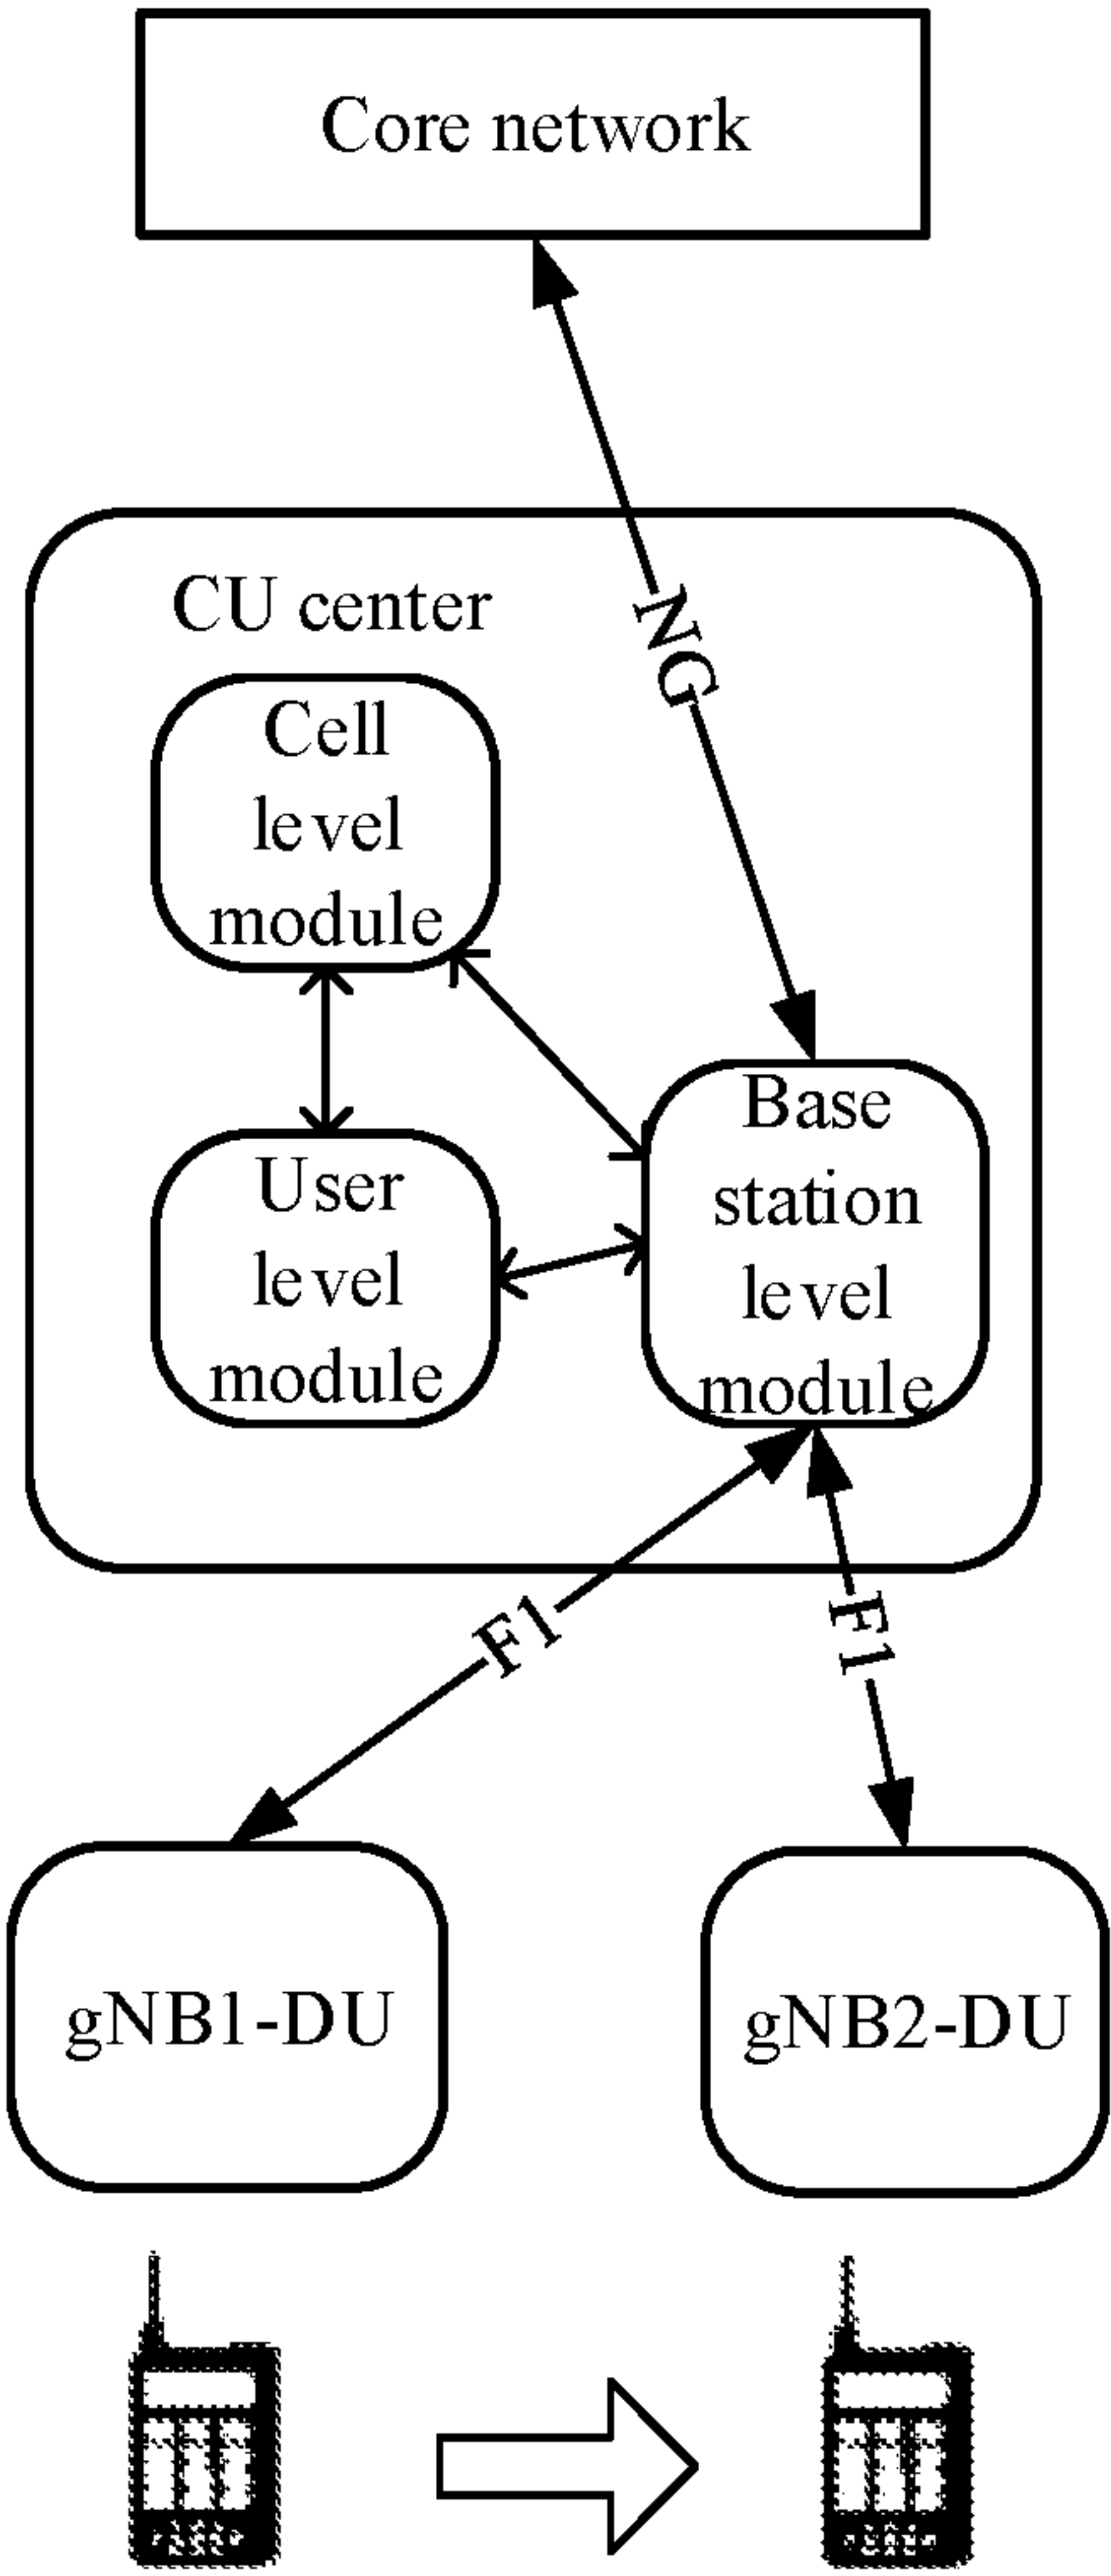 Core network
CU center
NG
Cell
level
module
User
level
module
Base
station
level
module
F1
F1
gNB1-DU
gNB2-DU